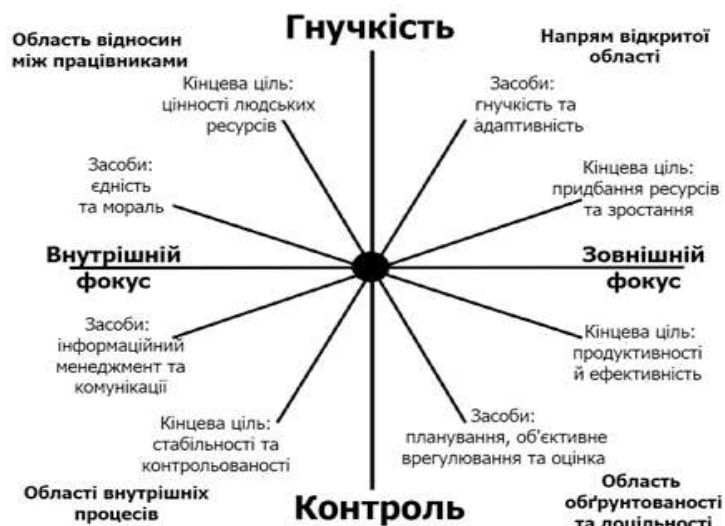 Гнучкість
Область відносин
між працівниками
Напрям відкритої
області
Кінцева ціль:
цінності людських
ресурсів
Засоби:
гнучкість та
адаптивність
Засоби:
єдність
та мораль
Кінцева ціль:
придбання ресурсів
та зростання
Внутрішній
фокус
Зовнішній
фокус
Засоби:
інформаційний
менеджмент та
комунікації
Кінцева ціль:
продуктивності
й ефективність
Кінцева ціль:
стабільності та
контрольованості
Засоби:
планування, об'єктивне
врегулювання та оцінка
Області внутрішніх
процесів
Контроль
Область
обґрунтованості
та доцільності